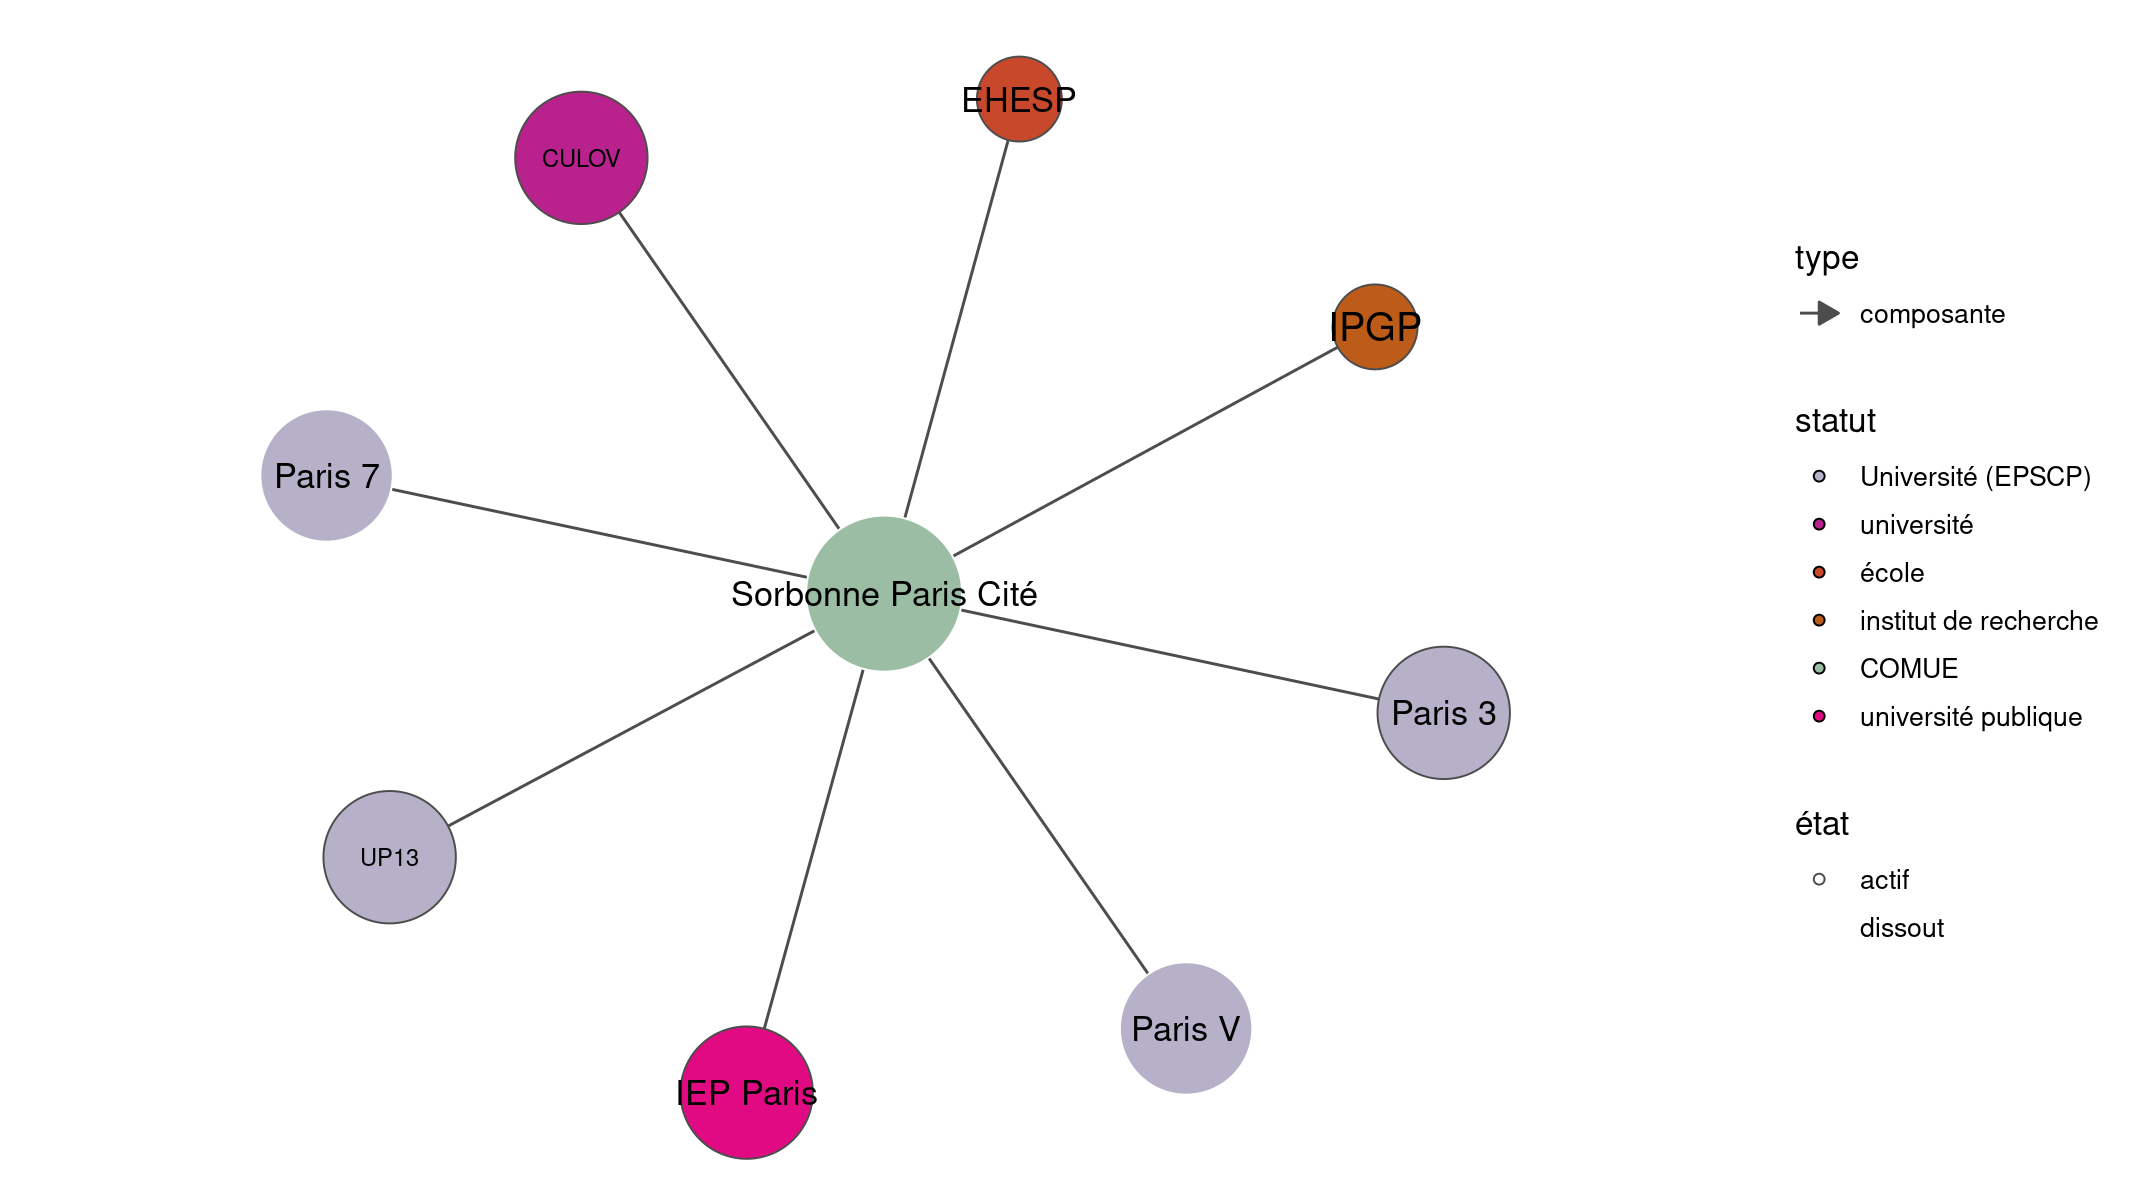 EHESP
CULOV
IPGP
Paris 7
Sorbonne Paris Cité
Paris 3
UP13
Paris V
IEP Paris
type
composante
statut
Université (EPSCP)
université
école
institut de recherche
COMUE
université publique
état
actif
dissout